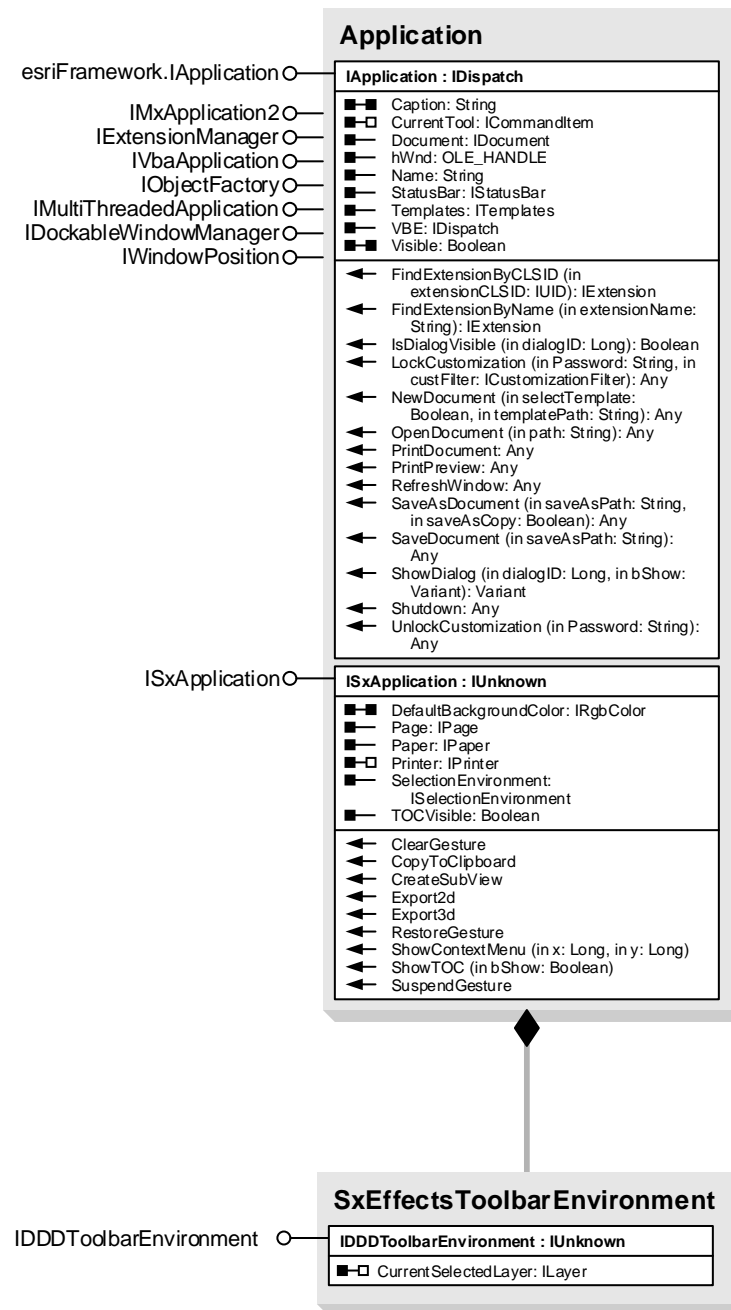 Application
esriFramework.IApplication
IApplication : IDispatch
IMxApplication2
IExtensionManager
IVbaApplication
IObjectFactory
IMultiThreadedApplication
IDockableWindowManager
IWindowPosition
Caption: String
CurrentTool: ICommandItem
Document: IDocument
hWnd: OLE_HANDLE
Name: String
StatusBar: IStatusBar
Templates: ITemplates
VBE: IDispatch
Visible: Boolean
FindExtensionByCLSID (in
extensionCLSID: IUID): IExtension
FindExtensionByName (in extensionName:
String): IExtension
IsDialogVisible (in dialogID: Long): Boolean
LockCustomization (in Password: String, in
custFilter: ICustomizationFilter): Any
NewDocument (in selectTemplate:
Boolean, in templatePath: String): Any
OpenDocument (in path: String): Any
PrintDocument: Any
PrintPreview: Any
RefreshWindow: Any
SaveAsDocument (in saveAsPath: String,
in saveAsCopy: Boolean): Any
SaveDocument (in saveAsPath: String):
Any
ShowDialog (in dialogID: Long, in bShow:
Variant): Variant
Shutdown: Any
UnlockCustomization (in Password: String):
Any
ISxApplication
ISxApplication : IUnknown
DefaultBackgroundColor: IRgbColor
Page: IPage
Paper: IPaper
Printer: IPrinter
SelectionEnvironment:
ISelectionEnvironment
TOCVisible: Boolean
ClearGesture
CopyToClipboard
CreateSubView
Export2d
Export3d
RestoreGesture
ShowContextMenu (in x: Long, in y: Long)
ShowTOC (in bShow: Boolean)
SuspendGesture
SxEffectsToolbarEnvironment
IDDDToolbarEnvironment
IDDDToolbarEnvironment : IUnknown
CurrentSelectedLayer: ILayer